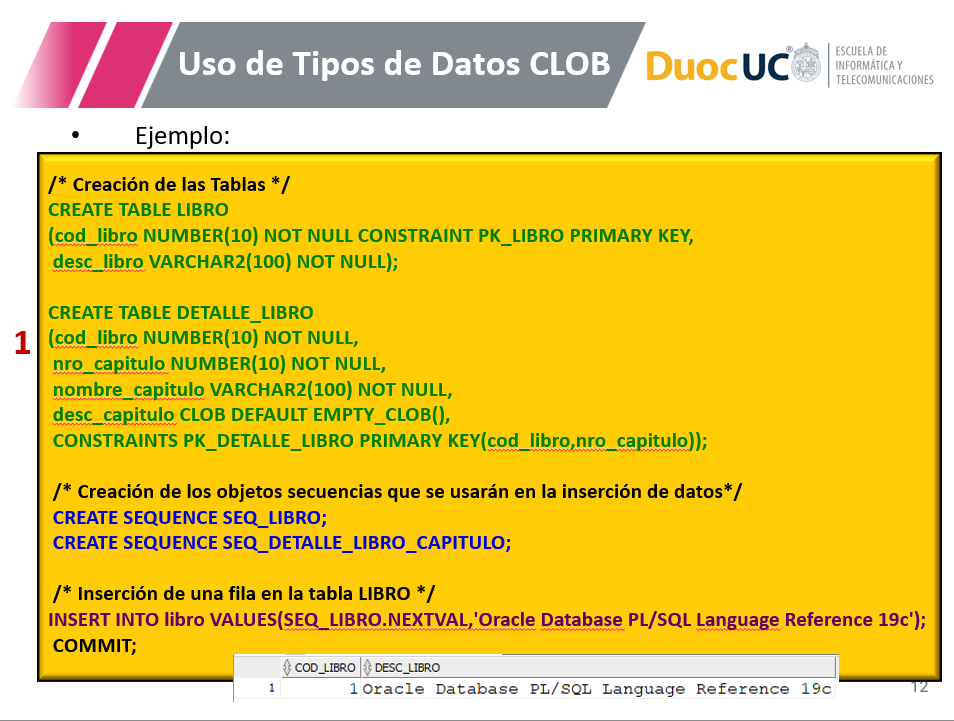 Uso de Tipos de Datos CLOB
DuocUC®
ESCUELA DE
INFORMÁTICA Y
TELECOMUNICACIONES
• Ejemplo:
/* Creación de las Tablas */
CREATE TABLE LIBRO
(cod_libro NUMBER(10) NOT NULL CONSTRAINT PK_LIBRO PRIMARY KEY,
desc_libro VARCHAR2(100) NOT NULL);
CREATE TABLE DETALLE_LIBRO
1
(cod_libro NUMBER(10) NOT NULL,
nro_capitulo NUMBER(10) NOT NULL,
nombre_capitulo VARCHAR2(100) NOT NULL,
desc_capitulo CLOB DEFAULT EMPTY_CLOB(),
CONSTRAINTS PK_DETALLE_LIBRO PRIMARY KEY(cod_libro,nro_capitulo));
/* Creación de los objetos secuencias que se usarán en la inserción de datos*/
CREATE SEQUENCE SEQ_LIBRO;
CREATE SEQUENCE SEQ_DETALLE_LIBRO_CAPITULO;
/* Inserción de una fila en la tabla LIBRO */
INSERT INTO libro VALUES(SEQ_LIBRO.NEXTVAL,'Oracle Database PL/SQL Language Reference 19c');
COMMIT;
COD_LIBRO DESC_LIBRO
1 1 Oracle Database PL/SQL Language Reference 19c
12